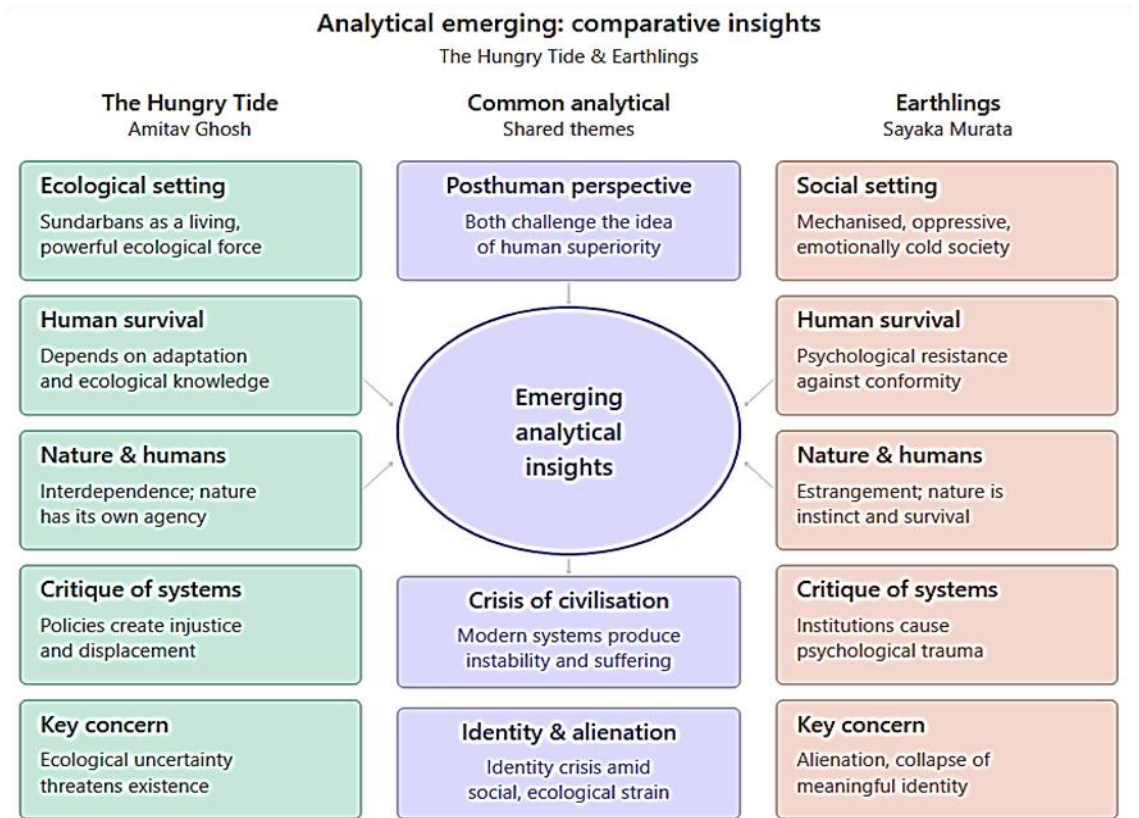 Analytical emerging: comparative insights
The Hungry Tide & Earthlings
The Hungry Tide
Amitav Ghosh
Common analytical
Shared themes
Earthlings
Sayaka Murata
Ecological setting
Sundarbans as a living,
powerful ecological force
Human survival
Depends on adaptation
and ecological knowledge
Nature & humans
Interdependence; nature
has its own agency
Critique of systems
Policies create injustice
and displacement
Key concern
Ecological uncertainty
threatens existence
Posthuman perspective
Both challenge the idea
of human superiority
Emerging
analytical
insights
Crisis of civilisation
Modern systems produce
instability and suffering
Identity & alienation
Identity crisis amid
social, ecological strain
Social setting
Mechanised, oppressive,
emotionally cold society
Human survival
Psychological resistance
against conformity
Nature & humans
Estrangement; nature is
instinct and survival
Critique of systems
Institutions cause
psychological trauma
Key concern
Alienation, collapse of
meaningful identity